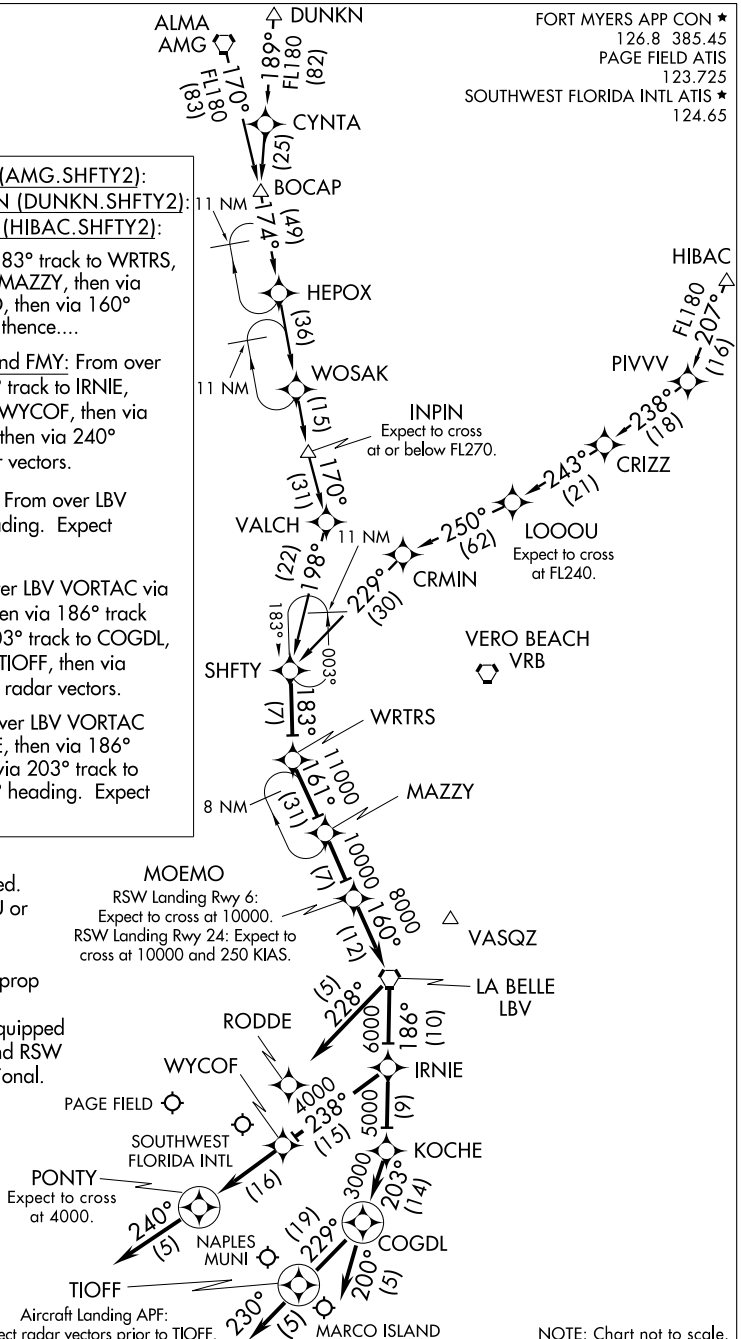 FORT MYERS APP CON ★
126.8 385.45
PAGE FIELD ATIS
123.725
SOUTHWEST FLORIDA INTL ATIS ★
124.65
ALMA
AMG
DUNKN
170°
FL180
(83)
189°
FL180
(82)
CYNTA
(25)
BOCAP
11 NM
174°
(49)
HEPOX
(36)
WOSAK
11 NM
(15)
INPIN
Expect to cross
at or below FL270.
170°
(31)
VALCH
(22)
198°
11 NM
HIBAC
FL180
207°
(16)
PIVVV
238°
(18)
CRIZZ
243°
(21)
LOOOU
Expect to cross
at FL240.
250°
(62)
CRMIN
229°
(30)
183°
003°
SHFTY
VERO BEACH
VRB
183°
(7)
WRTRS
11000
161°
(31)
8 NM
MAZZY
10000
(7)
MOEMO
RSW Landing Rwy 6:
Expect to cross at 10000.
RSW Landing Rwy 24: Expect to
cross at 10000 and 250 KIAS.
8000
160°
(12)
VASQZ
LA BELLE
LBV
(5)
228°
RODDE
6000
186°
(10)
IRNIE
WYCOF
4000
238°
(15)
5000
(9)
KOCHE
PAGE FIELD
SOUTHWEST
FLORIDA INTL
(16)
PONTY
Expect to cross
at 4000.
240°
(5)
3000
203°
(14)
COGDL
(19)
229°
200°
(5)
NAPLES
MUNI
TIOFF
Aircraft Landing APF:
ect radar vectors prior to TIOFF.
230°
(5)
MARCO ISLAND
NOTE: Chart not to scale.
(AMG.SHFTY2):
N (DUNKN.SHFTY2):
(HIBAC.SHFTY2):
83° track to WRTRS,
MAZZY, then via
O, then via 160°
thence....
nd FMY: From over
° track to IRNIE,
WYCOF, then via
then via 240°
r vectors.
From over LBV
ding. Expect
er LBV VORTAC via
en via 186° track
03° track to COGDL,
TIOFF, then via
radar vectors.
ver LBV VORTAC
E, then via 186°
via 203° track to
° heading. Expect
ed.
U or
prop
quipped
nd RSW
ional.